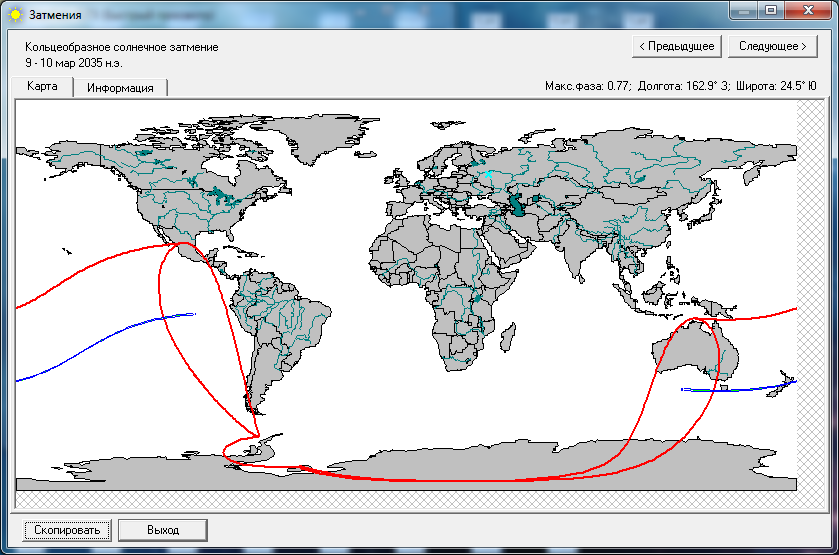 Затмения
Кольцеобразное солнечное затмение
9 - 10 мар 2035 н.э.
< Предыдущее
Следующее >
Карта
Информация
Макс.фаза: 0.77; Долгота: 162.9° З; Широта: 24.5° Ю
Скопировать
Выход